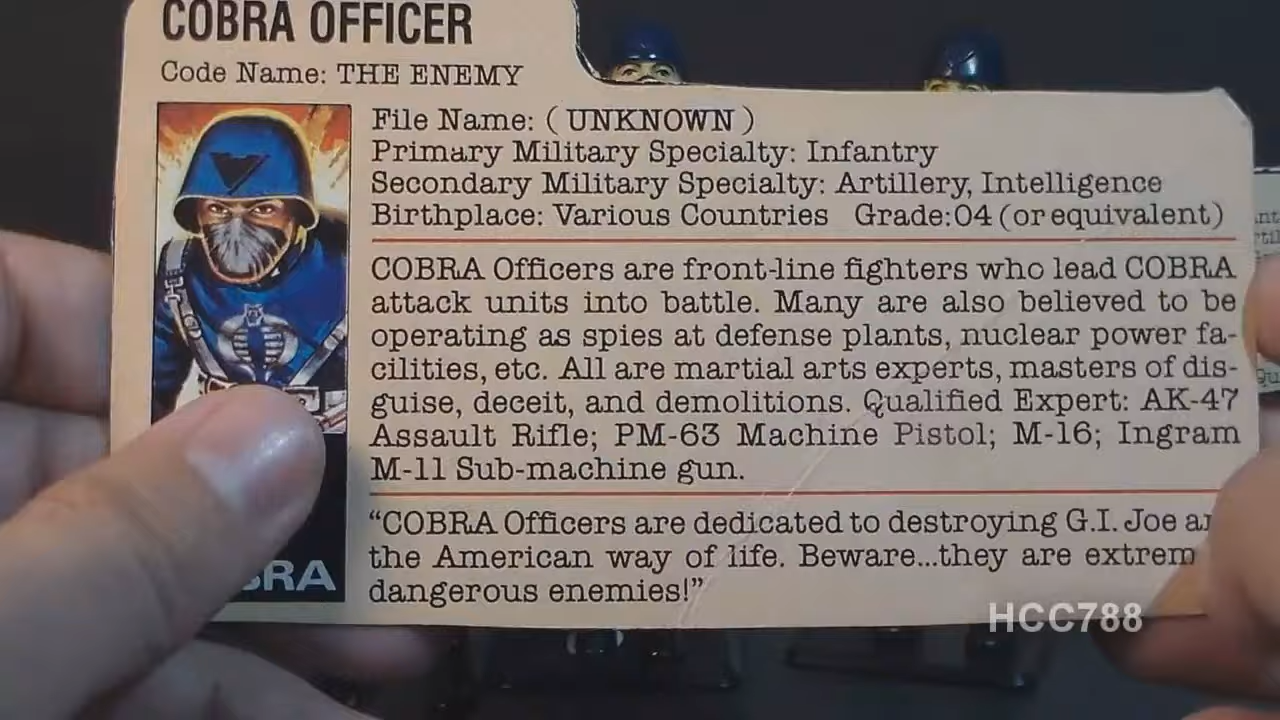 COBRA OFFICER
Code Name: THE ENEMY
File Name: (UNKNOWN)
Primary Military Specialty: Infantry
Secondary Military Specialty: Artillery, Intelligence
Birthplace: Various Countries Grade:04 (or equivalent)
COBRA Officers are front-line fighters who lead COBRA
attack units into battle. Many are also believed to be
operating as spies at defense plants, nuclear power fa-
cilities, etc. All are martial arts experts, masters of dis-
guise, deceit, and demolitions. Qualified Expert: AK-47
Assault Rifle; PM-63 Machine Pistol; M-16; Ingram
M-11 Sub-machine gun.
“COBRA Officers are dedicated to destroying G.I. Joe
the American way of life. Beware...they are
dangerous enemies!”
HCC788